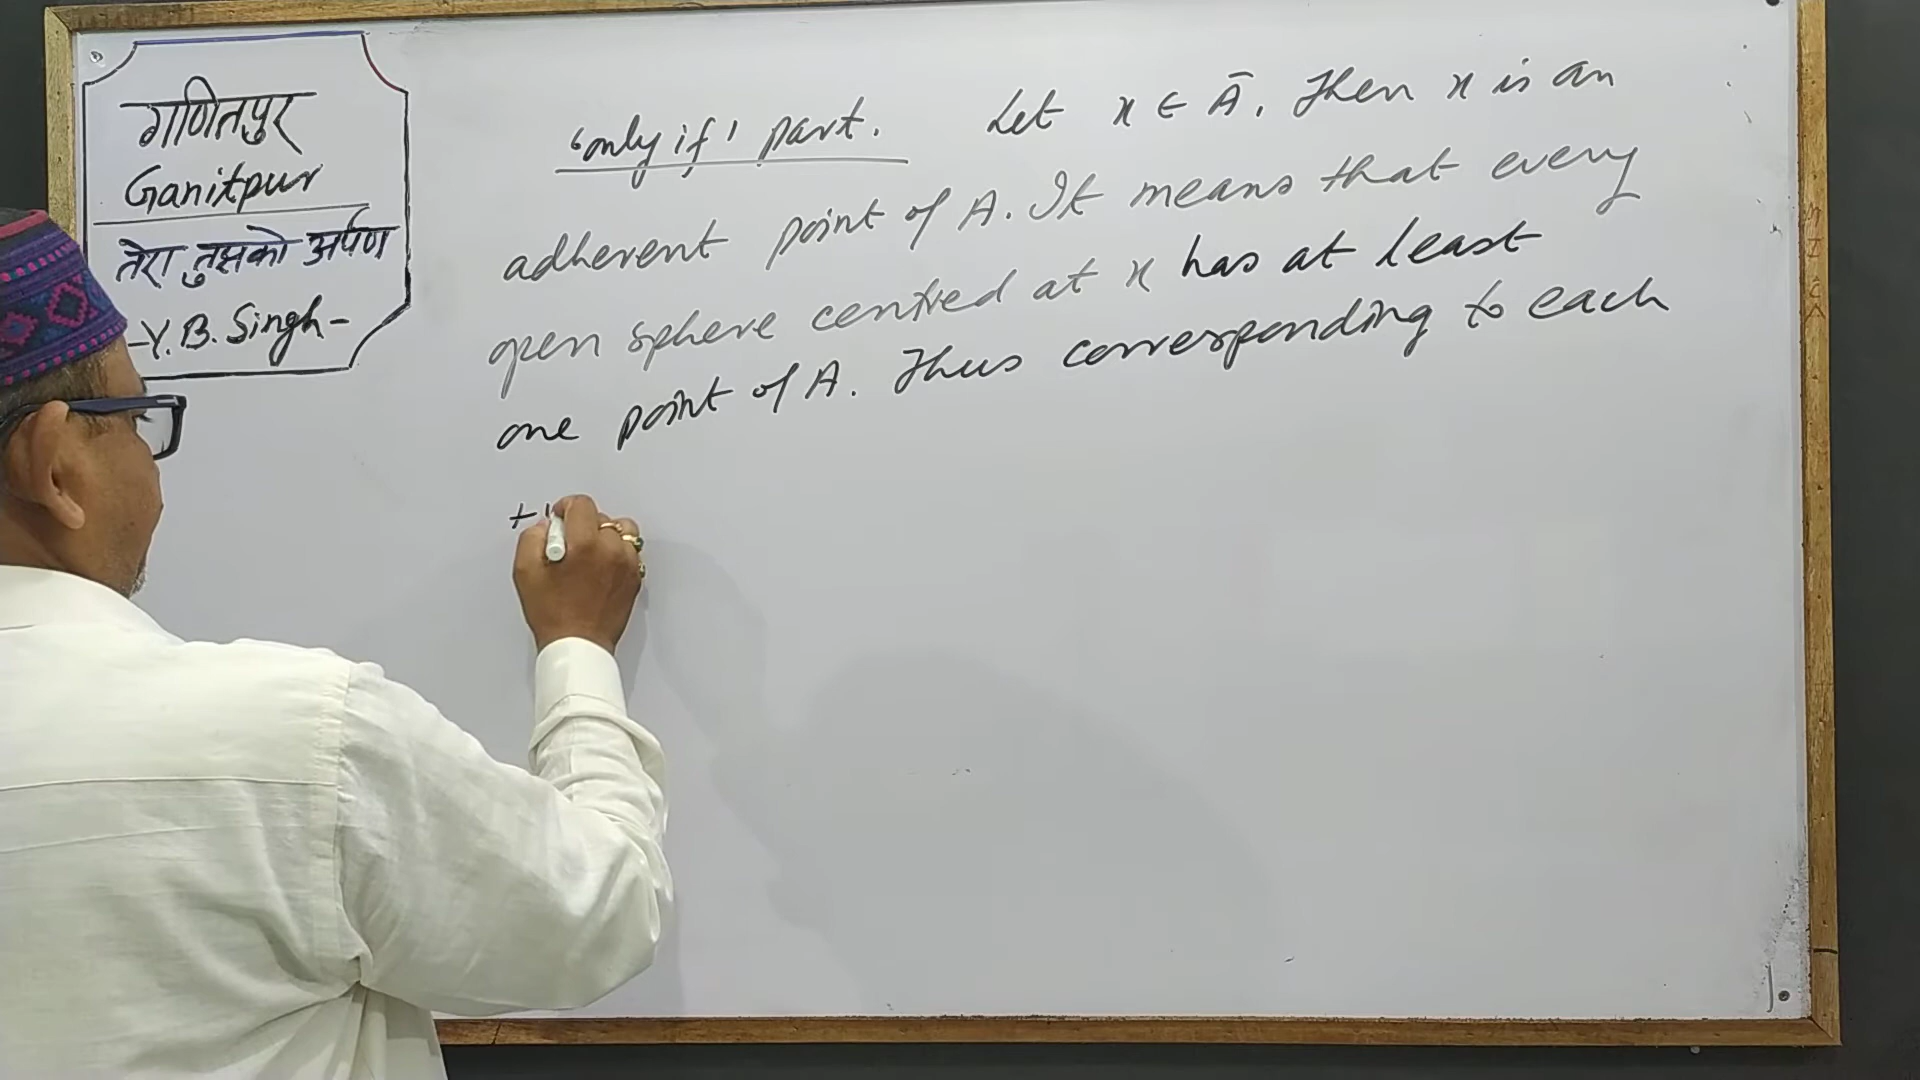 गणितपुर
Ganitpur
तेरा तुझको अर्पण
-Y. B. Singh-
'only if' part. Let x ∈ Ā. Then x is an
adherent point of A. It means that every
open sphere centred at x has at least
one point of A. Thus corresponding to each
+v